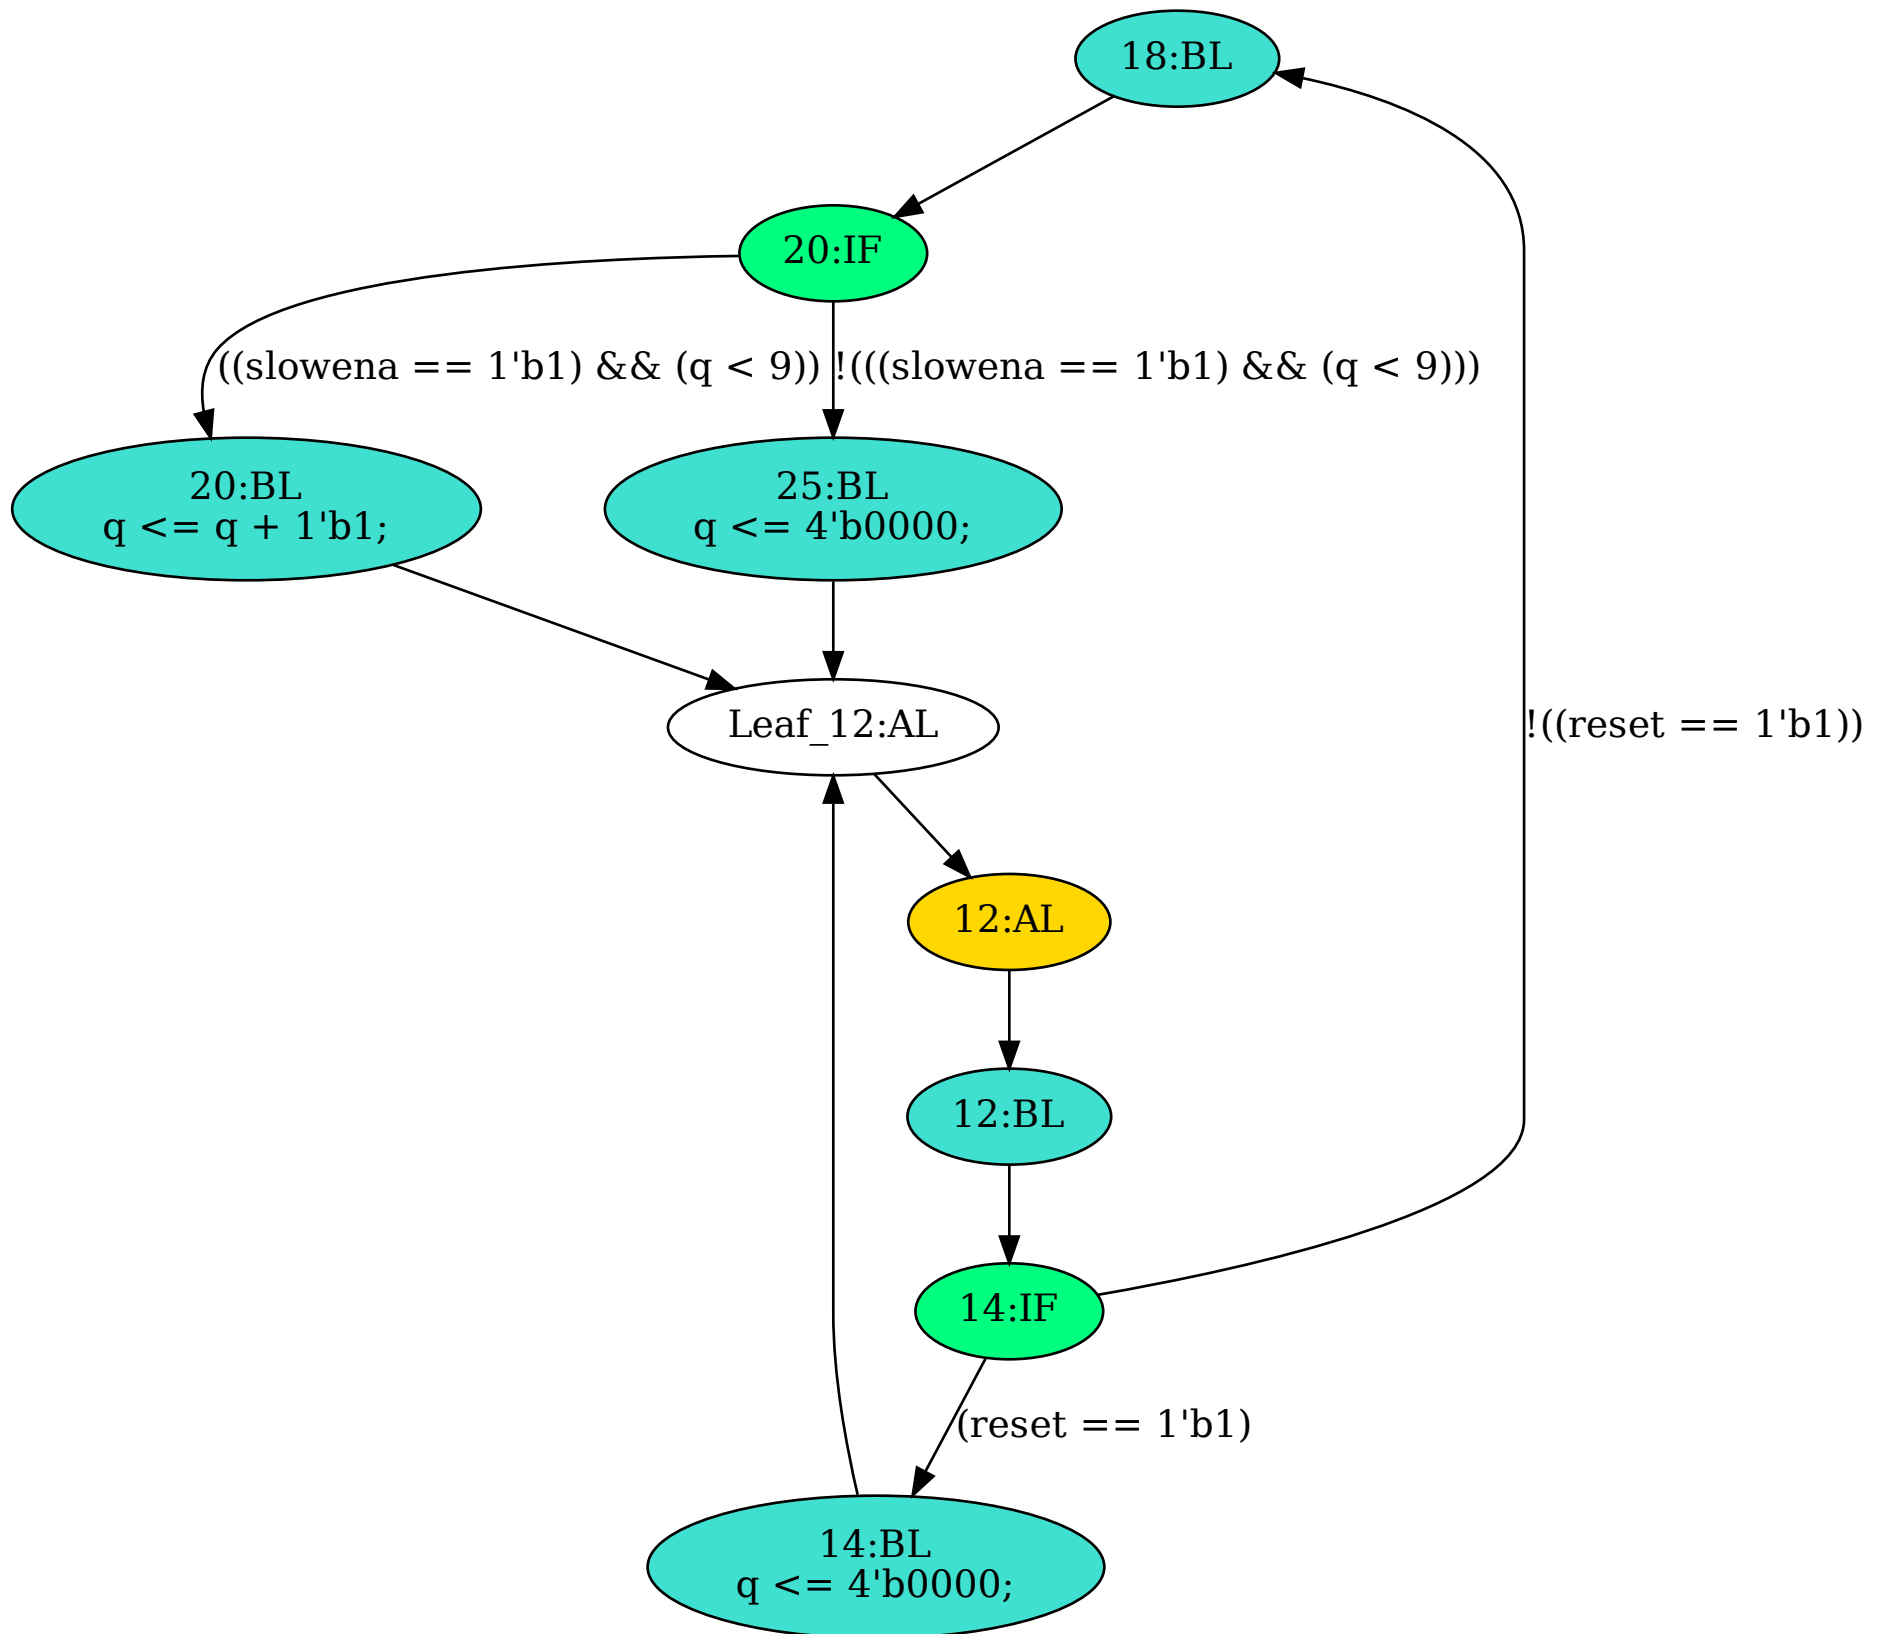 18:BL
20:IF
((slowena == 1'b1) && (q < 9))
!(((slowena == 1'b1) && (q < 9)))
20:BL
q <= q + 1'b1;
25:BL
q <= 4'b0000;
Leaf_12:AL
!((reset == 1'b1))
12:AL
12:BL
14:IF
(reset == 1'b1)
14:BL
q <= 4'b0000;